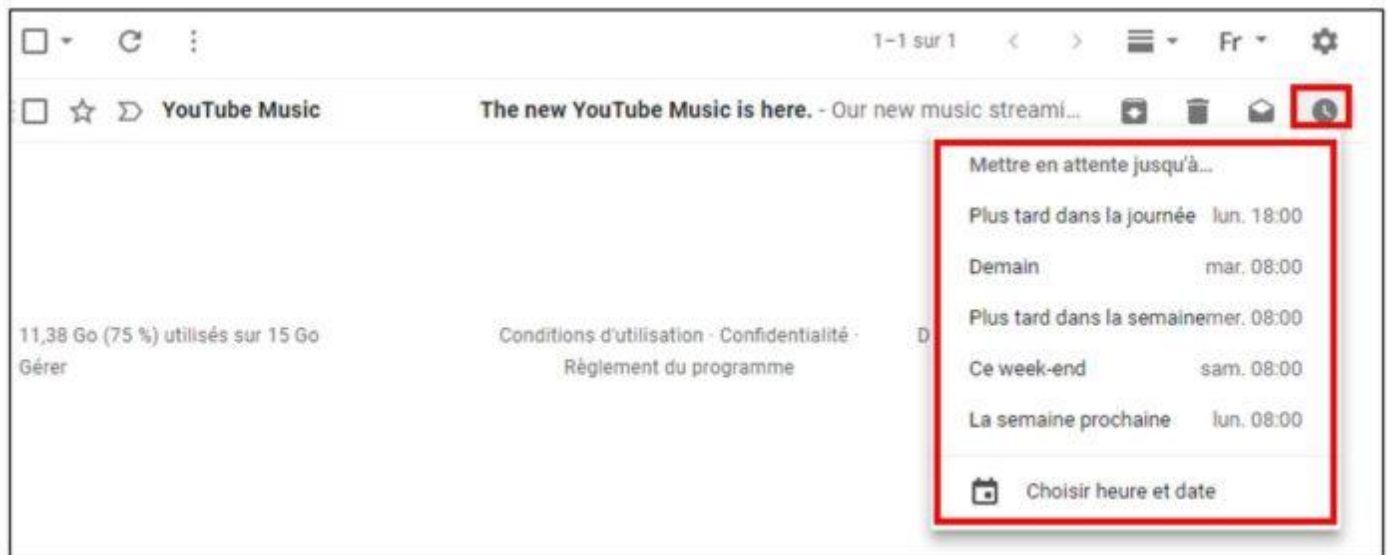 1–1 sur 1 Fr
YouTube Music The new YouTube Music is here. - Our new music streami...
Mettre en attente jusqu'à...
Plus tard dans la journée lun. 18:00
Demain mar. 08:00
Plus tard dans la semaine mer. 08:00
11,38 Go (75 %) utilisés sur 15 Go Conditions d'utilisation · Confidentialité · D
Gérer Règlement du programme
Ce week-end sam. 08:00
La semaine prochaine lun. 08:00
Choisir heure et date